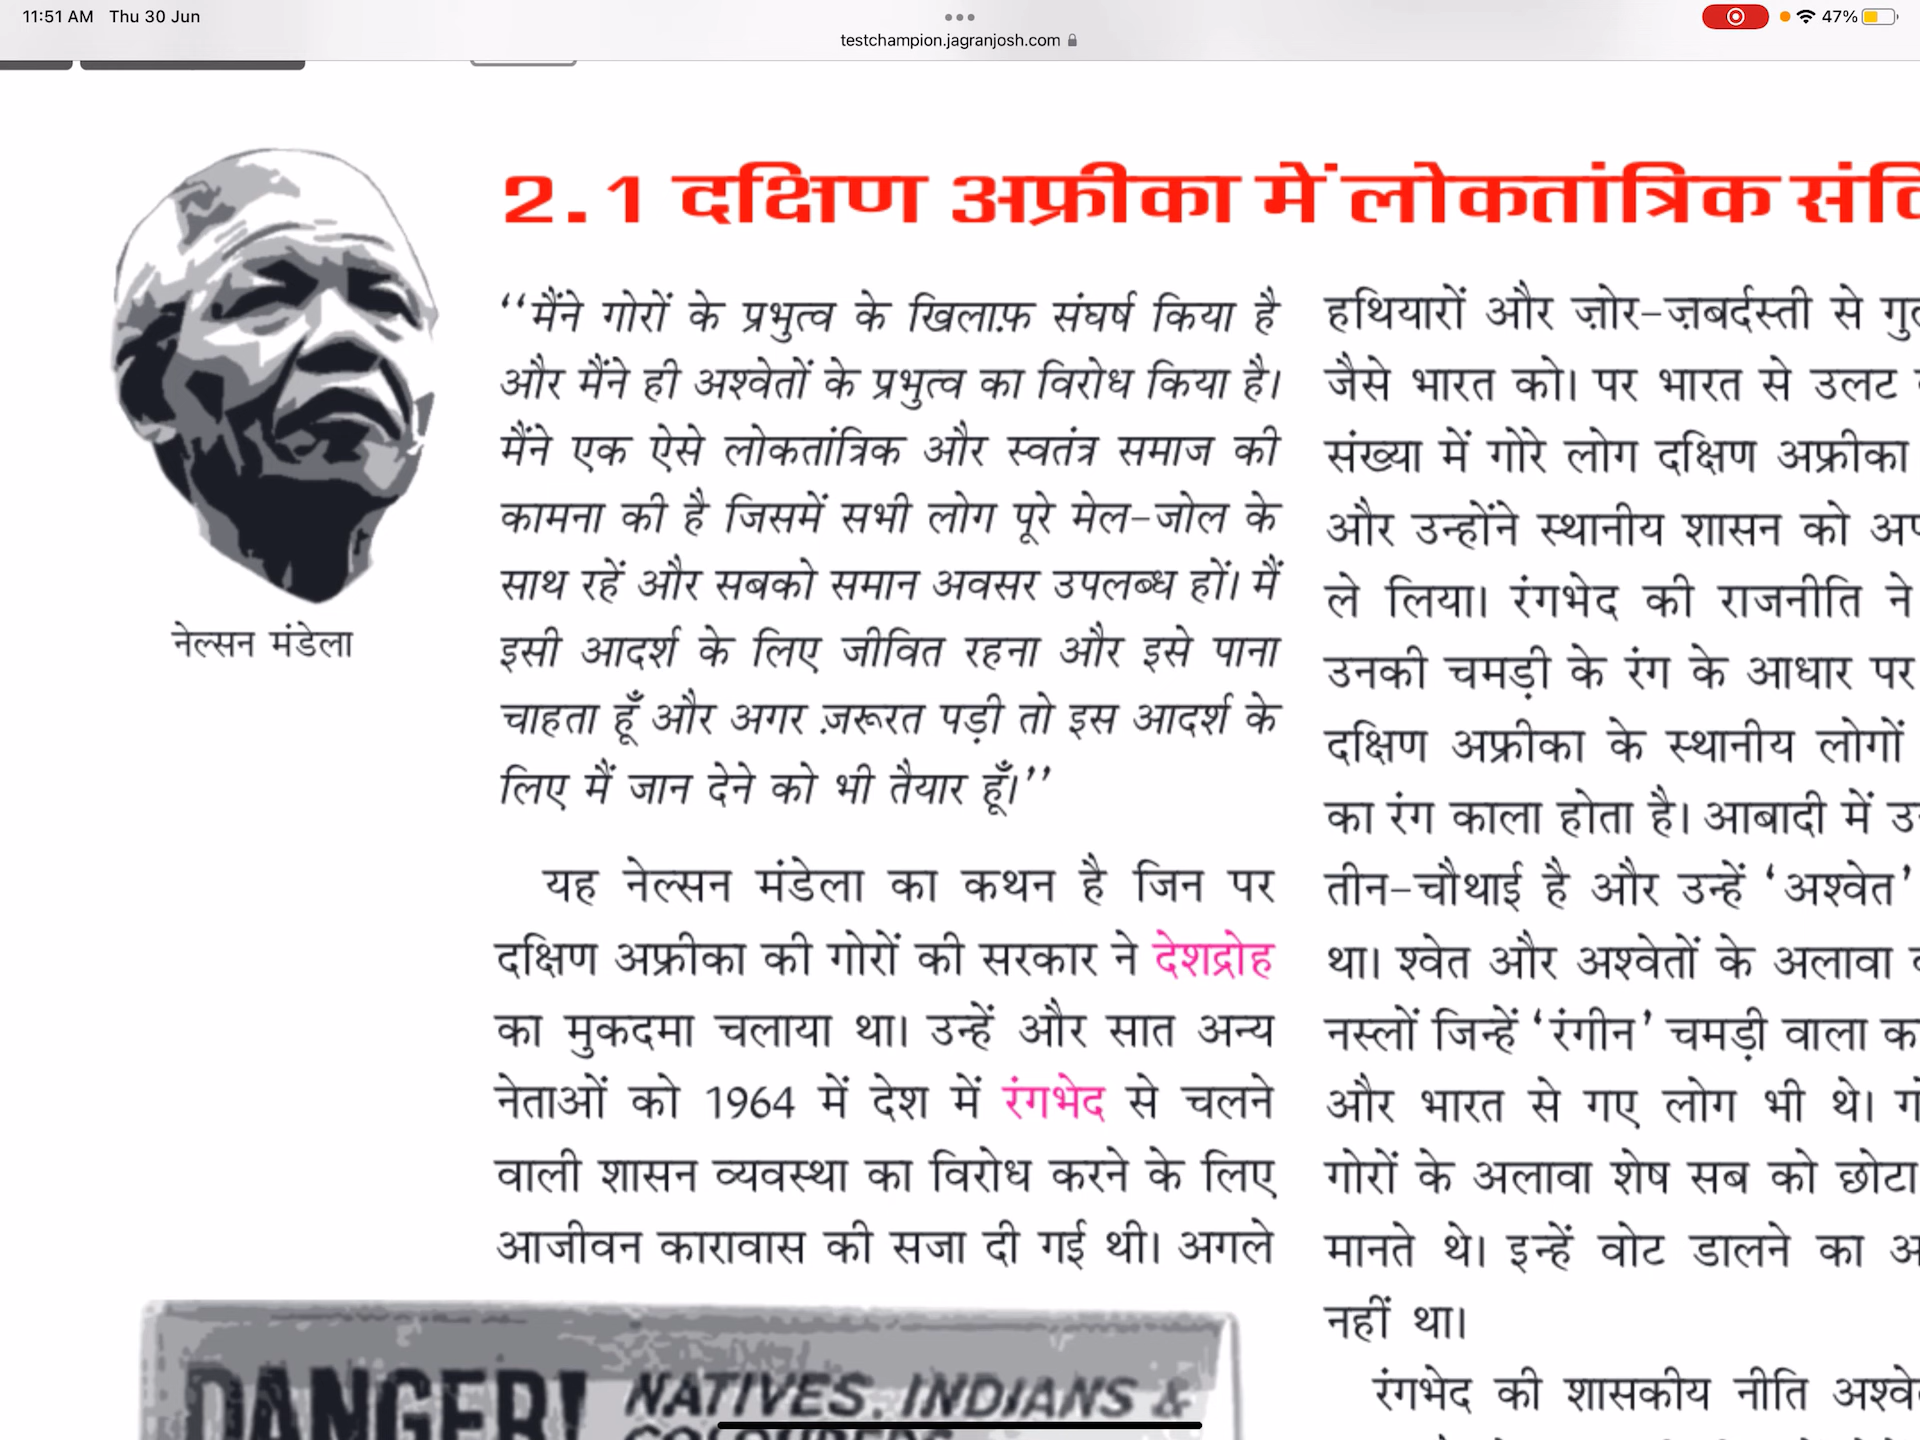 11:51 AM Thu 30 Jun
testchampion.jagranjosh.com
47%
2.1 दक्षिण अफ्रीका में लोकतांत्रिक
नेल्सन मंडेला
‘‘मैंने गोरों के प्रभुत्व के खिलाफ़ संघर्ष किया है
और मैंने ही अश्वेतों के प्रभुत्व का विरोध किया है।
मैंने एक ऐसे लोकतांत्रिक और स्वतंत्र समाज की
कामना की है जिसमें सभी लोग पूरे मेल-जोल के
साथ रहें और सबको समान अवसर उपलब्ध हों। मैं
इसी आदर्श के लिए जीवित रहना और इसे पाना
चाहता हूँ और अगर ज़रूरत पड़ी तो इस आदर्श के
लिए मैं जान देने को भी तैयार हूँ।’’
यह नेल्सन मंडेला का कथन है जिन पर
दक्षिण अफ्रीका की गोरों की सरकार ने देशद्रोह
का मुकदमा चलाया था। उन्हें और सात अन्य
नेताओं को 1964 में देश में रंगभेद से चलने
वाली शासन व्यवस्था का विरोध करने के लिए
आजीवन कारावास की सजा दी गई थी। अगले
DANGER! NATIVES, INDIANS &
COLOUREDS
हथियारों और ज़ोर-ज़बर्दस्ती से
जैसे भारत को। पर भारत से उलट
संख्या में गोरे लोग दक्षिण अफ्रीका
और उन्होंने स्थानीय शासन को
ले लिया। रंगभेद की राजनीति ने
उनकी चमड़ी के रंग के आधार पर
दक्षिण अफ्रीका के स्थानीय लोगों
का रंग काला होता है। आबादी में
तीन-चौथाई है और उन्हें ‘अश्वेत’
था। श्वेत और अश्वेतों के अलावा
नस्लों जिन्हें ‘रंगीन’ चमड़ी वाला
और भारत से गए लोग भी थे।
गोरों के अलावा शेष सब को छोटा
मानते थे। इन्हें वोट डालने का
नहीं था।
रंगभेद की शासकीय नीति